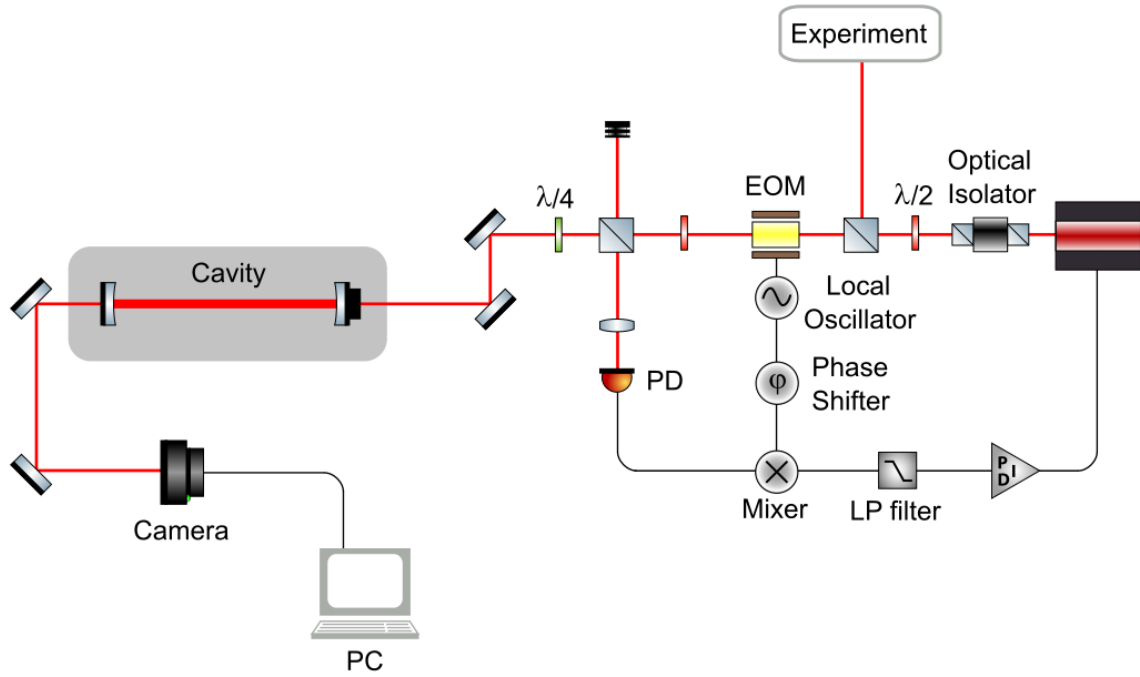 Experiment
Optical
Isolator
λ/4
EOM
λ/2
Cavity
Local
Oscillator
PD
Phase
Shifter
φ
P I
D
Mixer
LP filter
Camera
PC